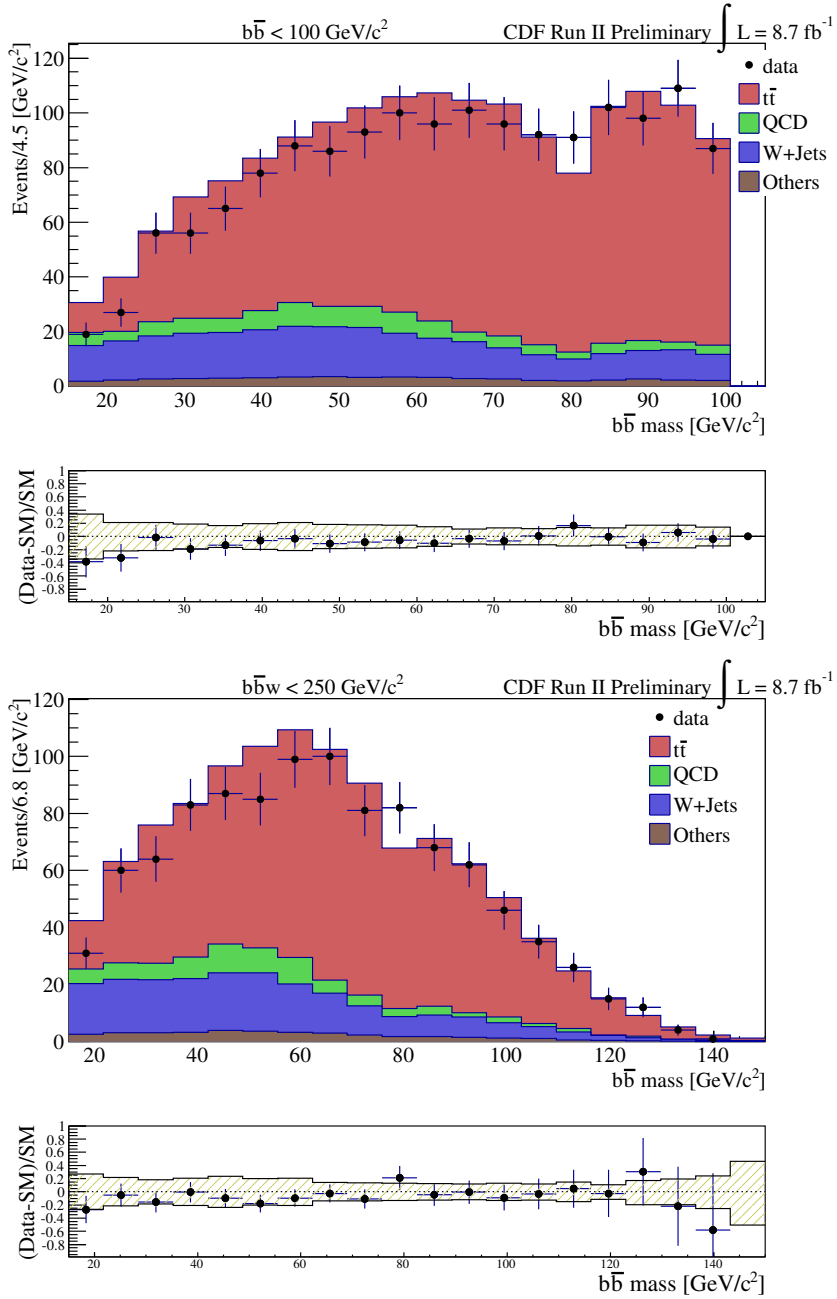 bb̅ < 100 GeV/c² CDF Run II Preliminary ∫ L = 8.7 fb⁻¹
Events/4.5 [GeV/c²]
120
100
80
60
40
20
0
data
tt̅
QCD
W+Jets
Others
20 30 40 50 60 70 80 90 100
bb̅ mass [GeV/c²]
(Data-SM)/SM
1
0.8
0.6
0.4
0.2
0
-0.2
-0.4
-0.6
-0.8
20 30 40 50 60 70 80 90 100
bb̅ mass [GeV/c²]
bb̅w < 250 GeV/c² CDF Run II Preliminary ∫ L = 8.7 fb⁻¹
Events/6.8 [GeV/c²]
120
100
80
60
40
20
0
data
tt̅
QCD
W+Jets
Others
20 40 60 80 100 120 140
bb̅ mass [GeV/c²]
(Data-SM)/SM
1
0.8
0.6
0.4
0.2
0
-0.2
-0.4
-0.6
-0.8
20 40 60 80 100 120 140
bb̅ mass [GeV/c²]